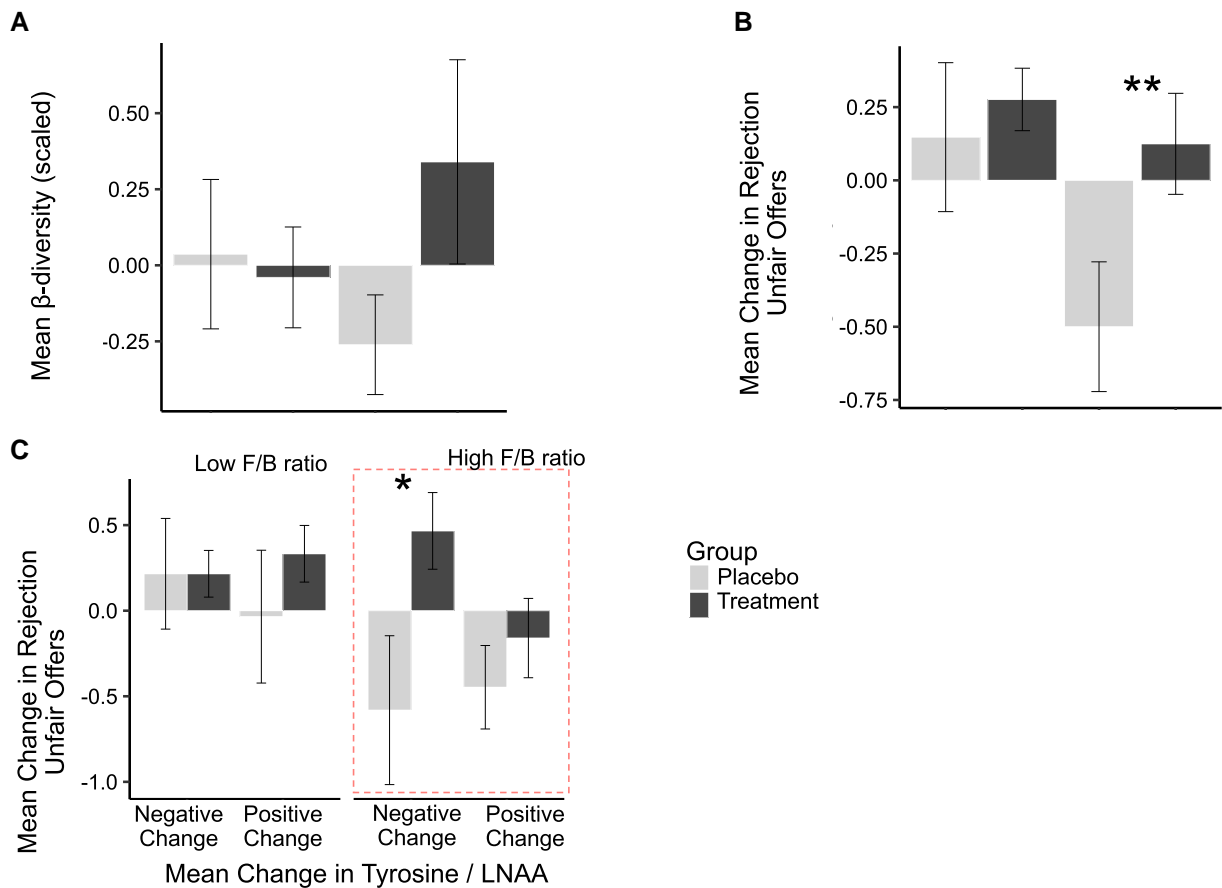 A
Mean β-diversity (scaled)
0.50
0.25
0.00
-0.25
B
Mean Change in Rejection
Unfair Offers
0.25
0.00
-0.25
-0.50
-0.75
**
C
Low F/B ratio
High F/B ratio
*
Mean Change in Rejection
Unfair Offers
0.5
0.0
-0.5
-1.0
Negative
Change
Positive
Change
Negative
Change
Positive
Change
Mean Change in Tyrosine / LNAA
Group
Placebo
Treatment